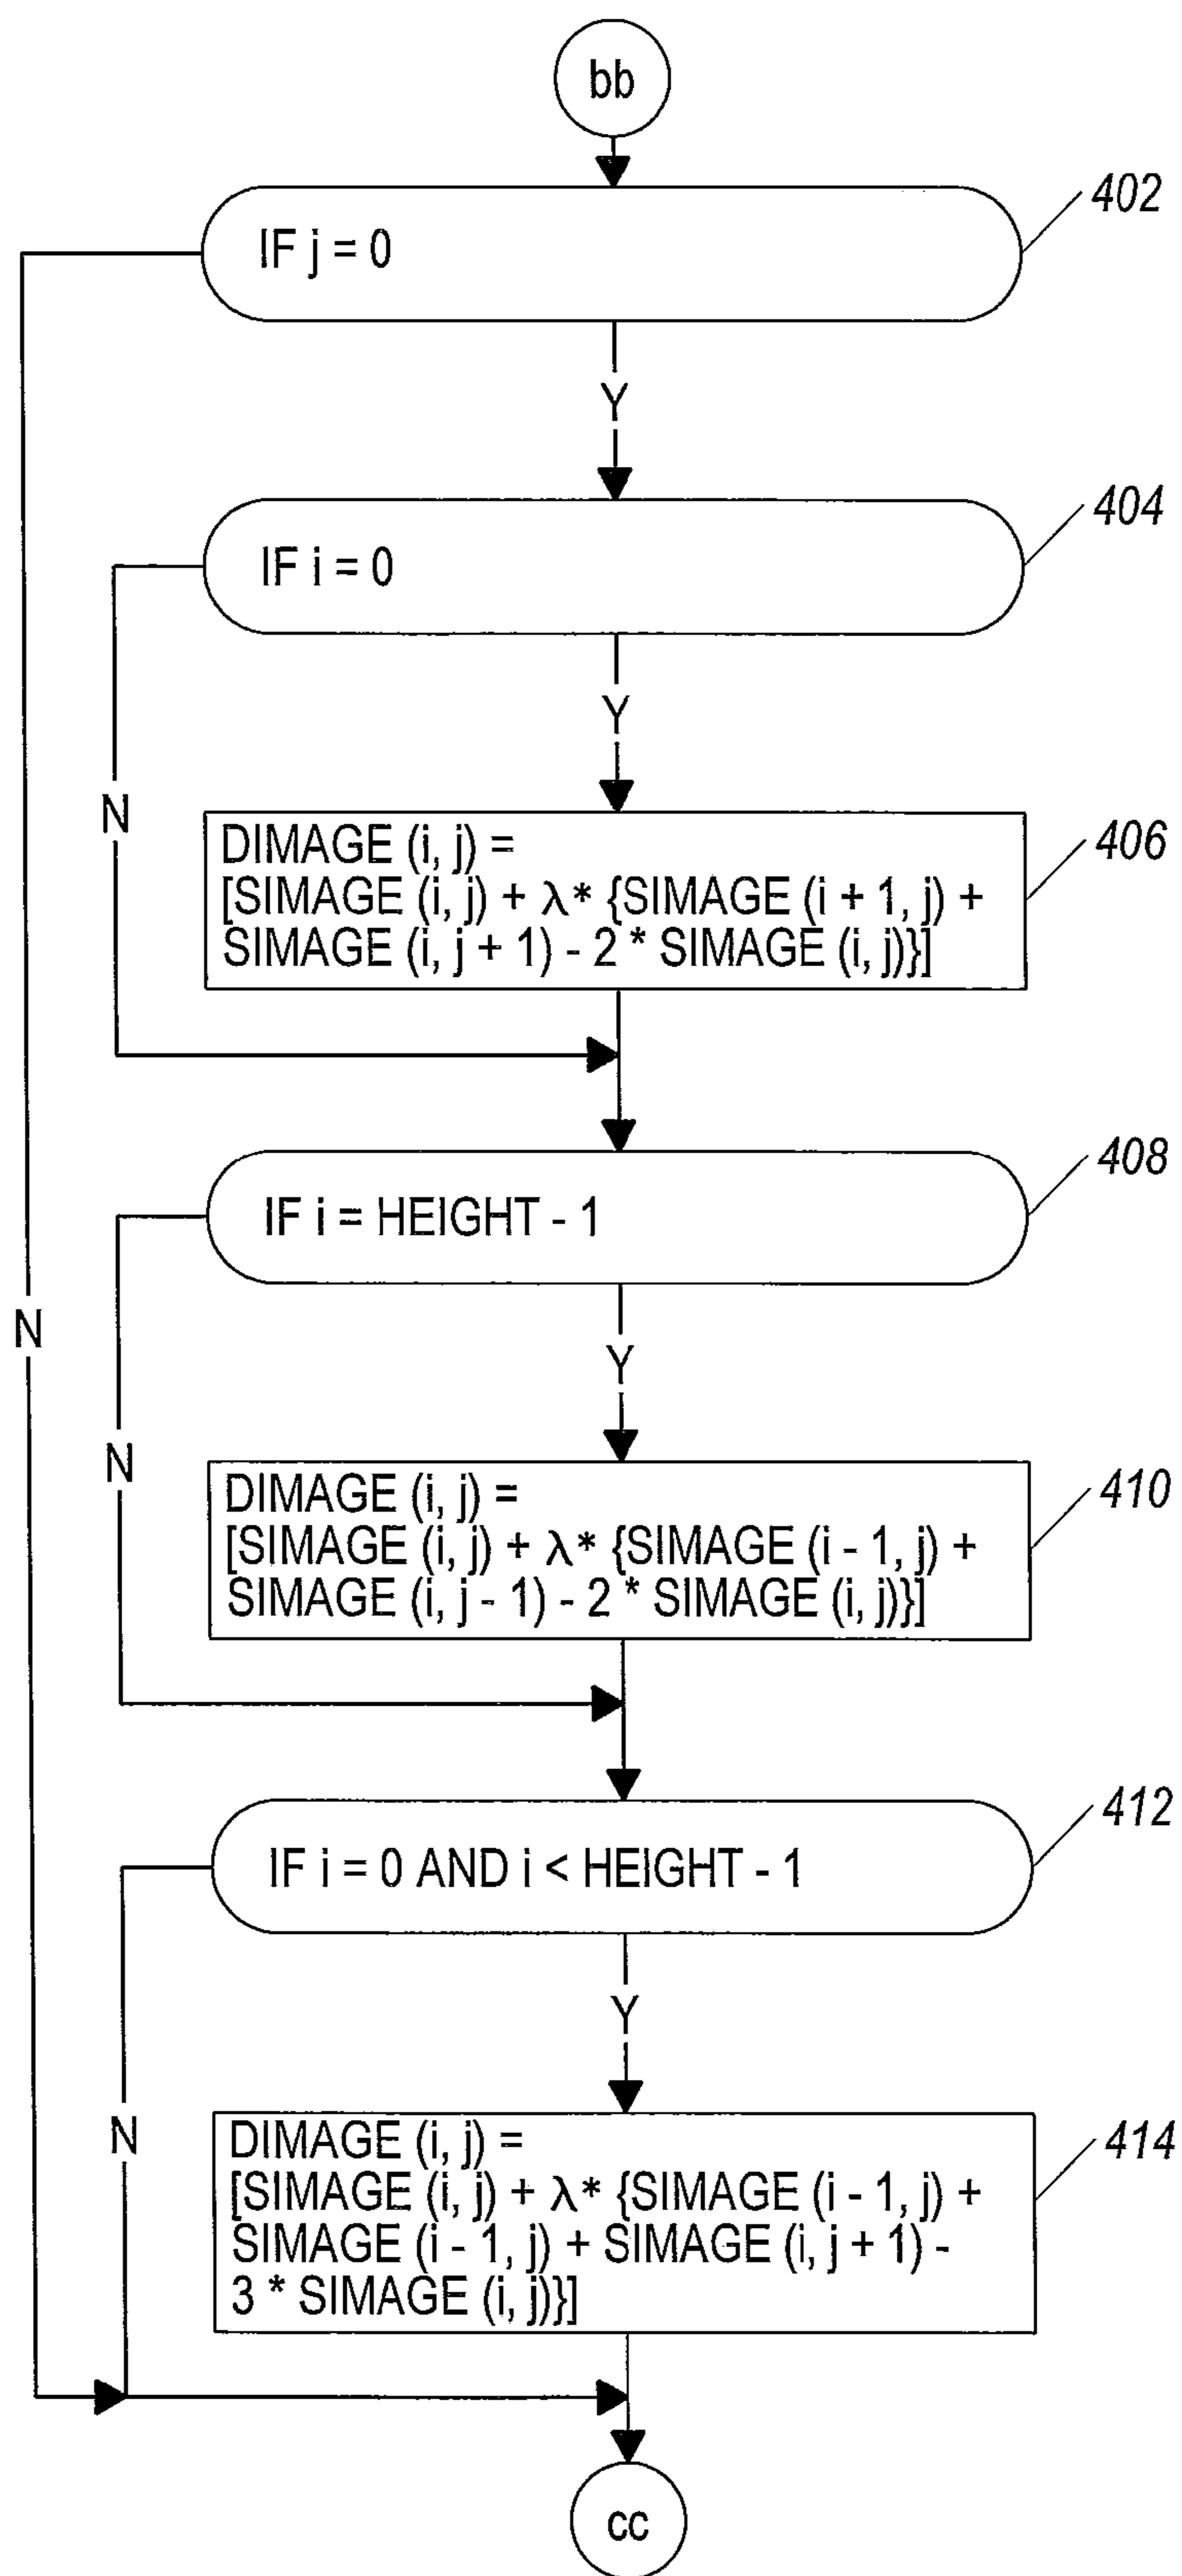 bb
402
IF j = 0
Y
404
IF i = 0
Y
N
406
DIMAGE (i, j) =
[SIMAGE (i, j) + λ* {SIMAGE (i + 1, j) +
SIMAGE (i, j + 1) - 2 * SIMAGE (i, j)}]
408
IF i = HEIGHT - 1
N
Y
N
410
DIMAGE (i, j) =
[SIMAGE (i, j) + λ* {SIMAGE (i - 1, j) +
SIMAGE (i, j - 1) - 2 * SIMAGE (i, j)}]
412
IF i = 0 AND i < HEIGHT - 1
Y
N
414
DIMAGE (i, j) =
[SIMAGE (i, j) + λ* {SIMAGE (i - 1, j) +
SIMAGE (i - 1, j) + SIMAGE (i, j + 1) -
3 * SIMAGE (i, j)}]
cc